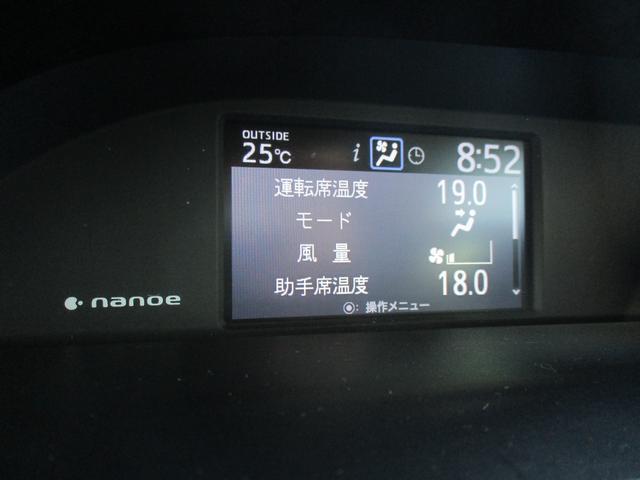 OUTSIDE
25℃ i 8:52
運転席温度 19.0
モード
風量
助手席温度 18.0
◉: 操作メニュー
nanoe